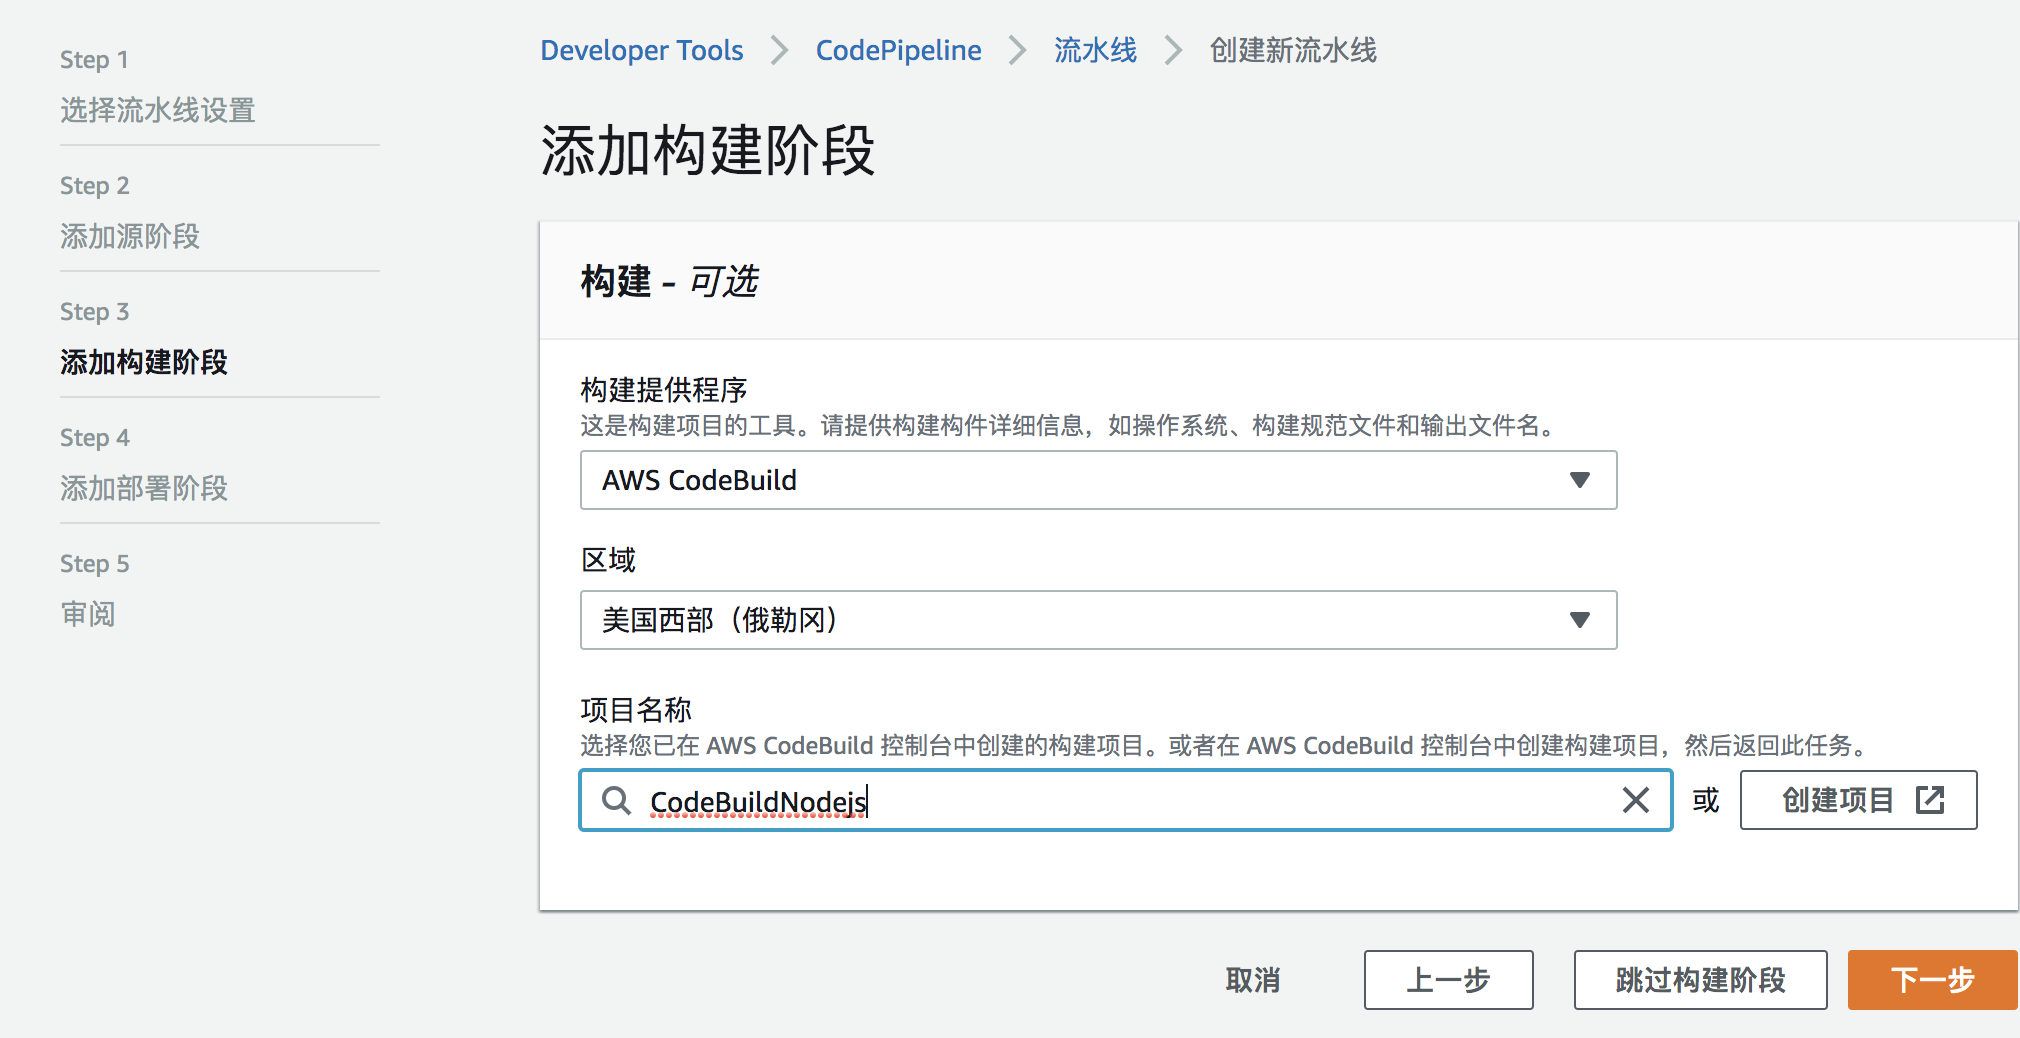 Step 1
选择流水线设置
Step 2
添加源阶段
Step 3
添加构建阶段
Step 4
添加部署阶段
Step 5
审阅
Developer Tools > CodePipeline > 流水线 > 创建新流水线
添加构建阶段
构建 – 可选
构建提供程序
这是构建项目的工具。请提供构建构件详细信息，如操作系统、构建规范文件和输出文件名。
AWS CodeBuild
区域
美国西部（俄勒冈）
项目名称
选择您已在 AWS CodeBuild 控制台中创建的构建项目。或者在 AWS CodeBuild 控制台中创建构建项目，然后返回此任务。
CodeBuildNodejs 或 创建项目
取消 上一步 跳过构建阶段 下一步